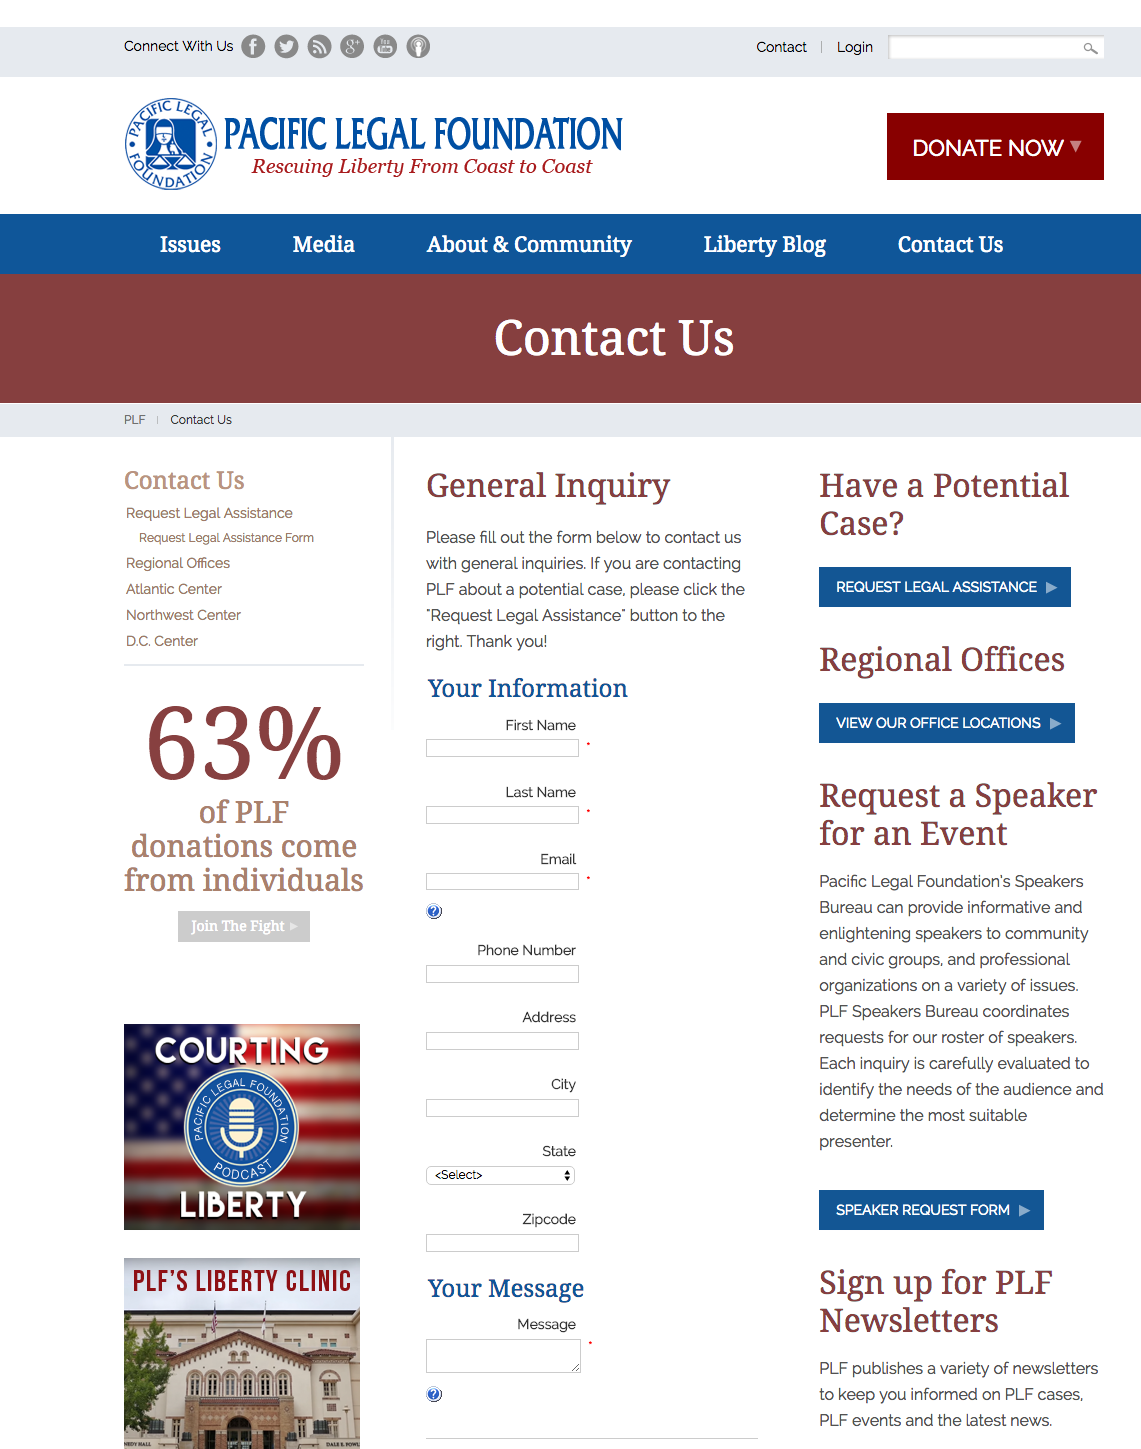 Connect With Us
Contact
Login
PACIFIC LEGAL FOUNDATION
PACIFIC LEGAL FOUNDATION
Rescuing Liberty From Coast to Coast
DONATE NOW
Issues
Media
About & Community
Liberty Blog
Contact Us
Contact Us
PLF
Contact Us
Contact Us
Request Legal Assistance
Request Legal Assistance Form
Regional Offices
Atlantic Center
Northwest Center
D.C. Center
63%
of PLF
donations come
from individuals
Join The Fight
COURTING
PACIFIC LEGAL FOUNDATION
PODCAST
LIBERTY
PLF'S LIBERTY CLINIC
General Inquiry
Please fill out the form below to contact us
with general inquiries. If you are contacting
PLF about a potential case, please click the
"Request Legal Assistance" button to the
right. Thank you!
Your Information
First Name
*
Last Name
*
Email
*
Phone Number
Address
City
State
<Select>
Zipcode
Your Message
Message
*
Have a Potential
Case?
REQUEST LEGAL ASSISTANCE
Regional Offices
VIEW OUR OFFICE LOCATIONS
Request a Speaker
for an Event
Pacific Legal Foundation's Speakers
Bureau can provide informative and
enlightening speakers to community
and civic groups, and professional
organizations on a variety of issues.
PLF Speakers Bureau coordinates
requests for our roster of speakers.
Each inquiry is carefully evaluated to
identify the needs of the audience and
determine the most suitable
presenter.
SPEAKER REQUEST FORM
Sign up for PLF
Newsletters
PLF publishes a variety of newsletters
to keep you informed on PLF cases,
PLF events and the latest news.